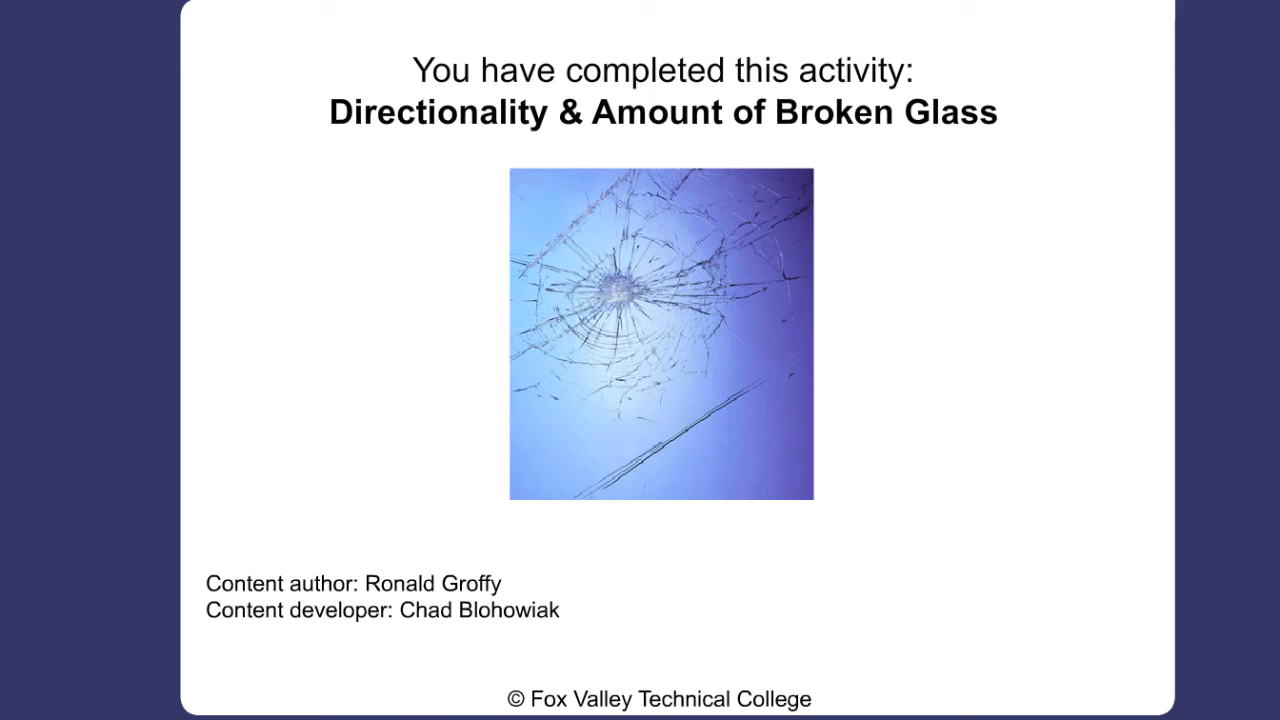 You have completed this activity:
Directionality & Amount of Broken Glass
Content author: Ronald Groffy
Content developer: Chad Blohowiak
© Fox Valley Technical College